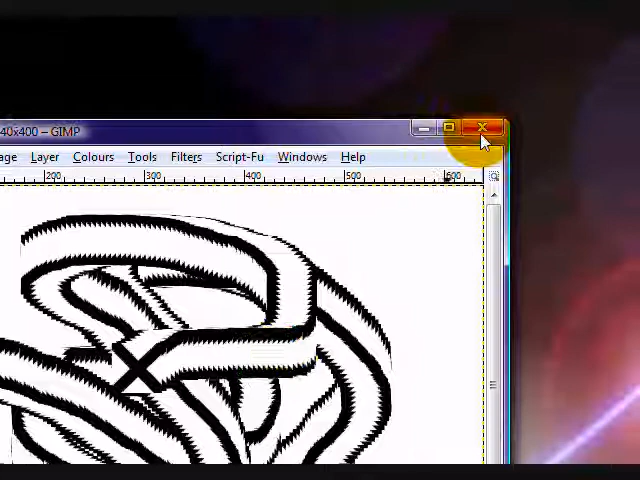 40x400 – GIMP
age Layer Colours Tools Filters Script-Fu Windows Help
200 300 400 500 600